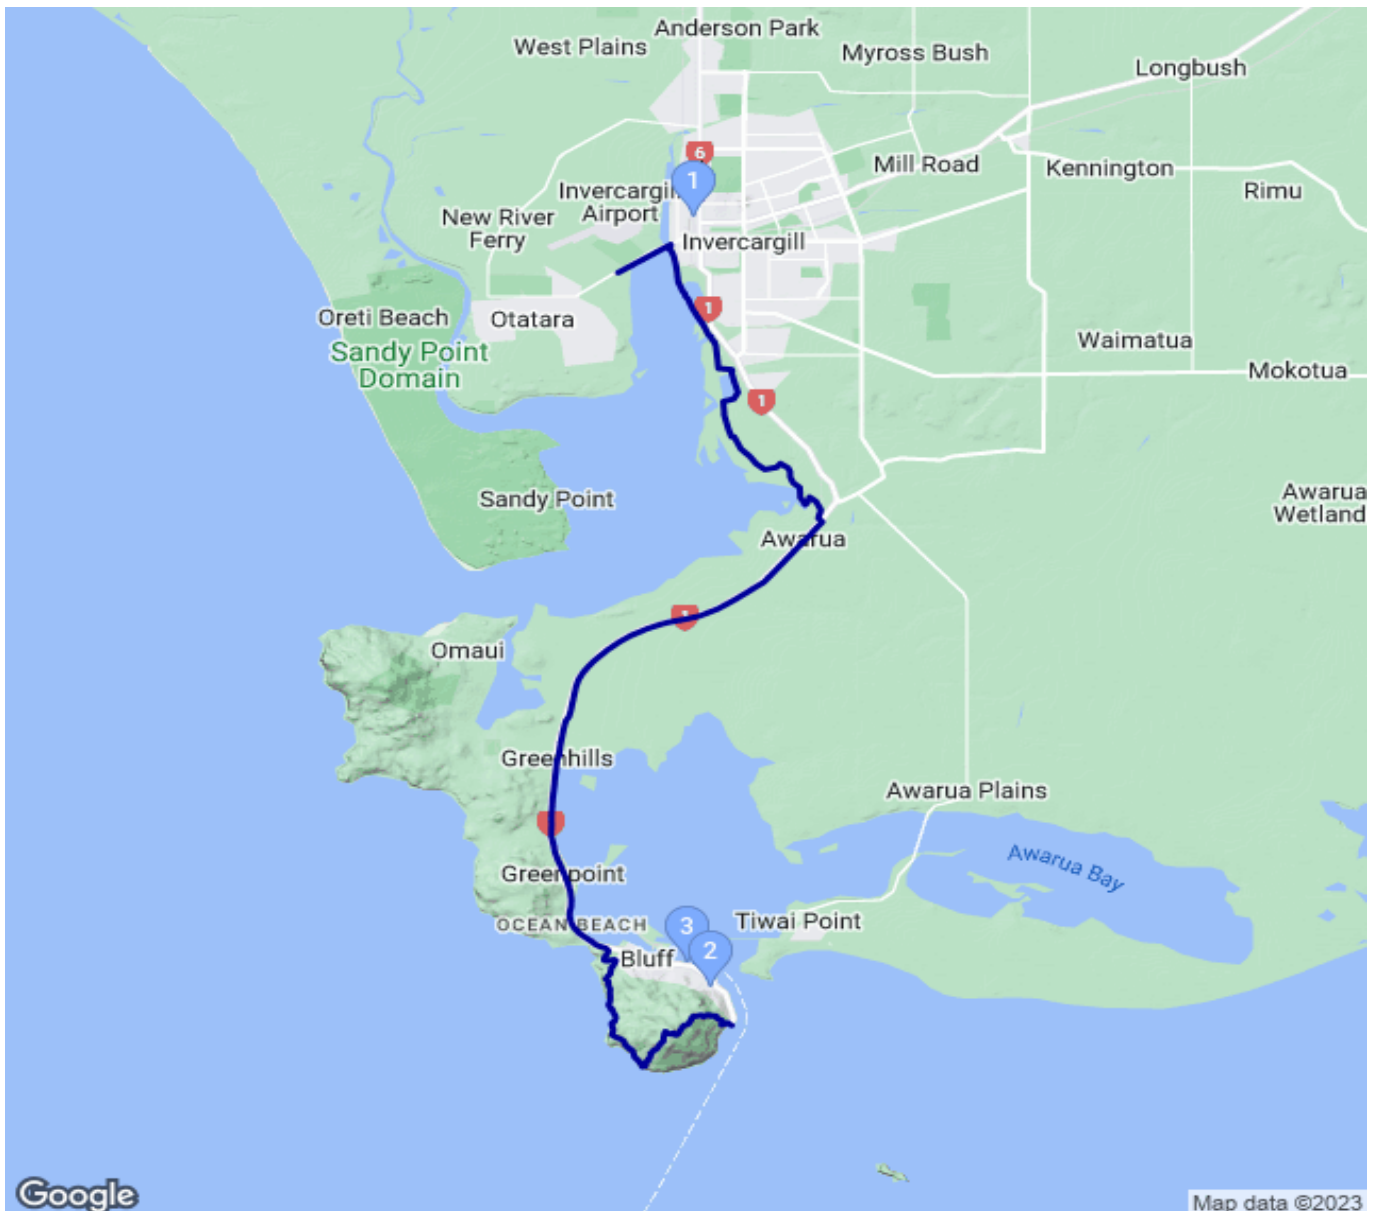 Anderson Park
West Plains
Myross Bush
Longbush
6
Mill Road
Kennington
1
Invercargill
Airport
Rimu
New River
Ferry
Invercargill
Oreti Beach
Otatara
1
Waimatua
Sandy Point
Domain
Mokotua
1
Sandy Point
Awarua
Wetland
Awarua
1
Omaui
Greenhills
Awarua Plains
Awarua Bay
Greenpoint
OCEAN BEACH
Tiwai Point
3
2
Bluff
Google
Map data ©2023